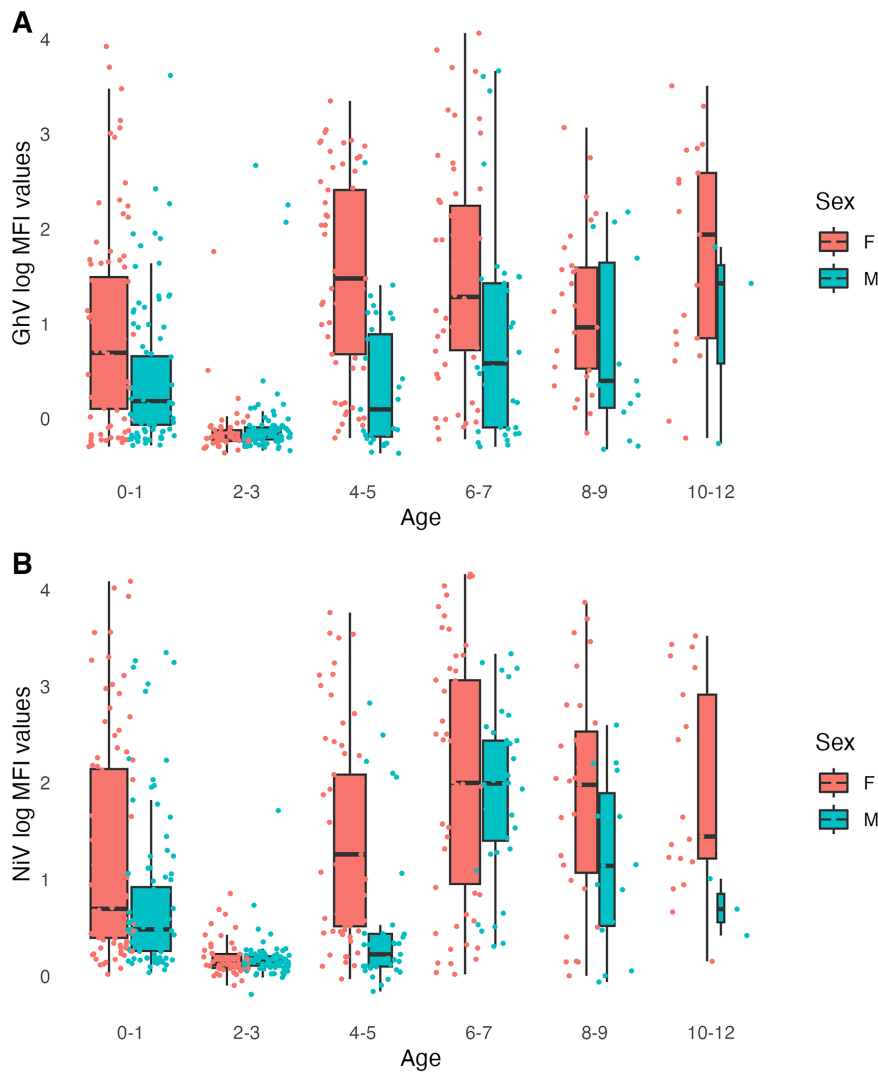 A
GhV log MFI values
4
3
2
1
0
0-1 2-3 4-5 6-7 8-9 10-12
Age
Sex
F
M
B
NiV log MFI values
4
3
2
1
0
0-1 2-3 4-5 6-7 8-9 10-12
Age
Sex
F
M